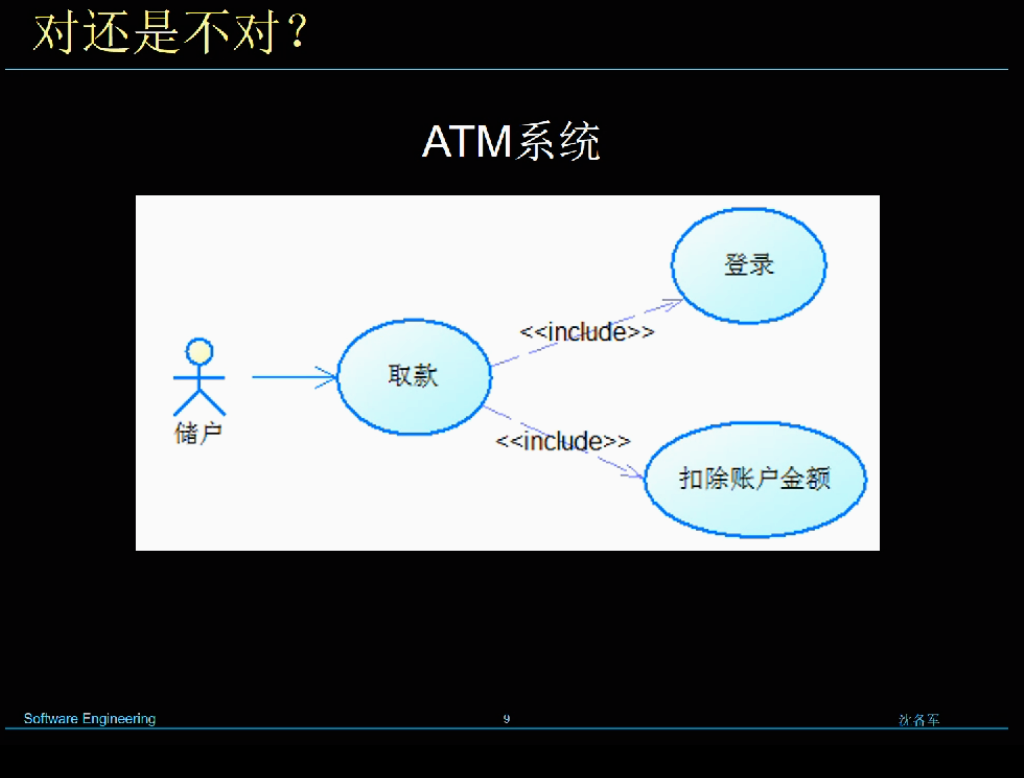 对还是不对?
ATM系统
登录
<<include>>
取款
储户
<<include>>
扣除账户金额
Software Engineering
9
沈备军